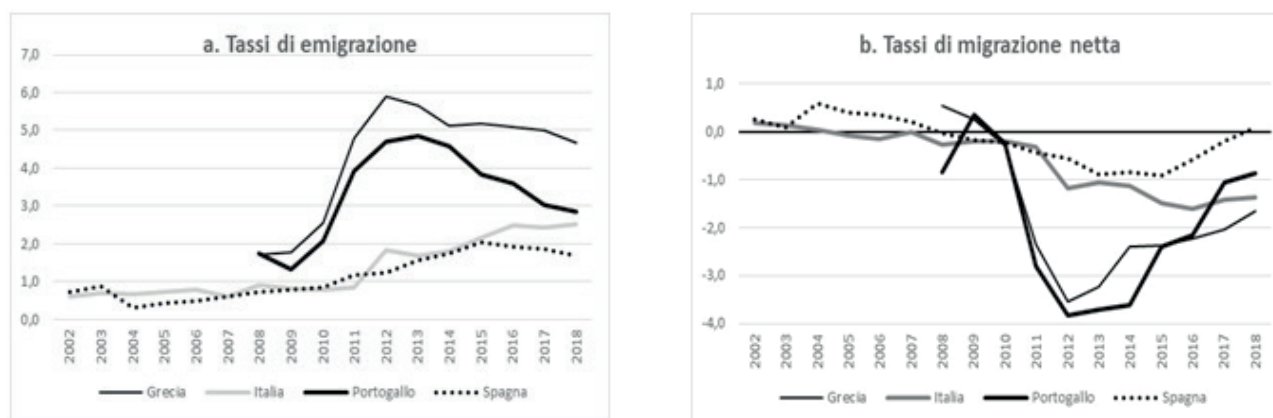 a. Tassi di emigrazione
7,0
6,0
5,0
4,0
3,0
2,0
1,0
0,0
2002 2003 2004 2005 2006 2007 2008 2009 2010 2011 2012 2013 2014 2015 2016 2017 2018
Grecia Italia Portogallo Spagna
b. Tassi di migrazione netta
1,0
0,0
-1,0
-2,0
-3,0
-4,0
2002 2003 2004 2005 2006 2007 2008 2009 2010 2011 2012 2013 2014 2015 2016 2017 2018
Grecia Italia Portogallo Spagna